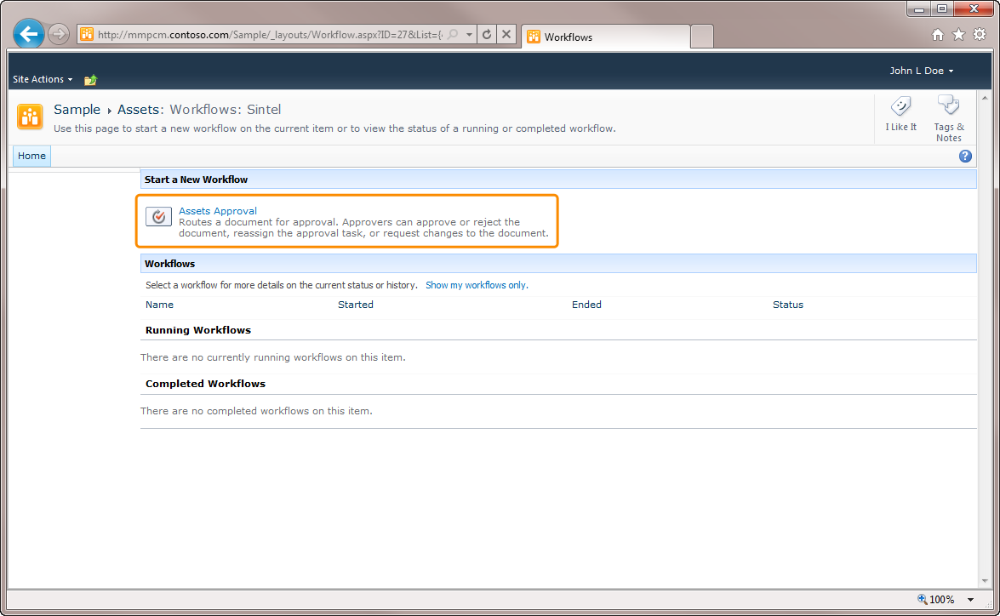 http://mmpcm.contoso.com/Sample/_layouts/Workflow.aspx?ID=27&List={
Workflows
Site Actions
John L Doe
Sample ▸ Assets: Workflows: Sintel
Use this page to start a new workflow on the current item or to view the status of a running or completed workflow.
I Like It
Tags &
Notes
Home
Start a New Workflow
Assets Approval
Routes a document for approval. Approvers can approve or reject the
document, reassign the approval task, or request changes to the document.
Workflows
Select a workflow for more details on the current status or history. Show my workflows only.
Name Started Ended Status
Running Workflows
There are no currently running workflows on this item.
Completed Workflows
There are no completed workflows on this item.
100%